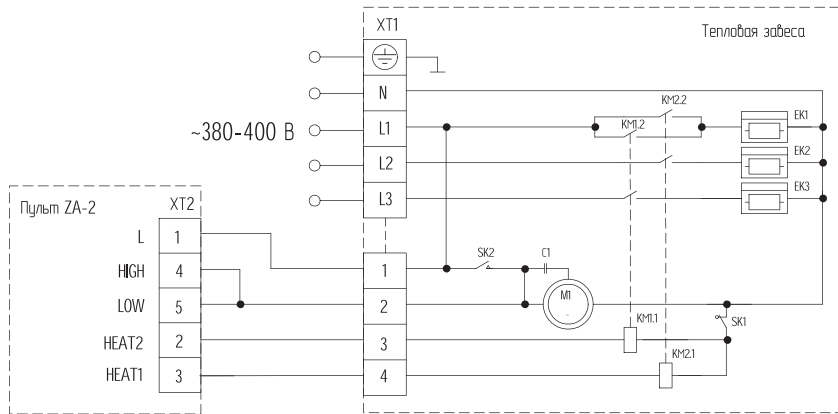 XT1
Тепловая завеса
N
KM2.2
EK1
~380-400 В
L1
KM1.2
EK2
L2
EK3
Пульт ZA-2
XT2
L3
L
1
SK2
C1
HIGH
4
1
M1
LOW
5
2
KM1.1
SK1
HEAT2
2
3
KM2.1
HEAT1
3
4